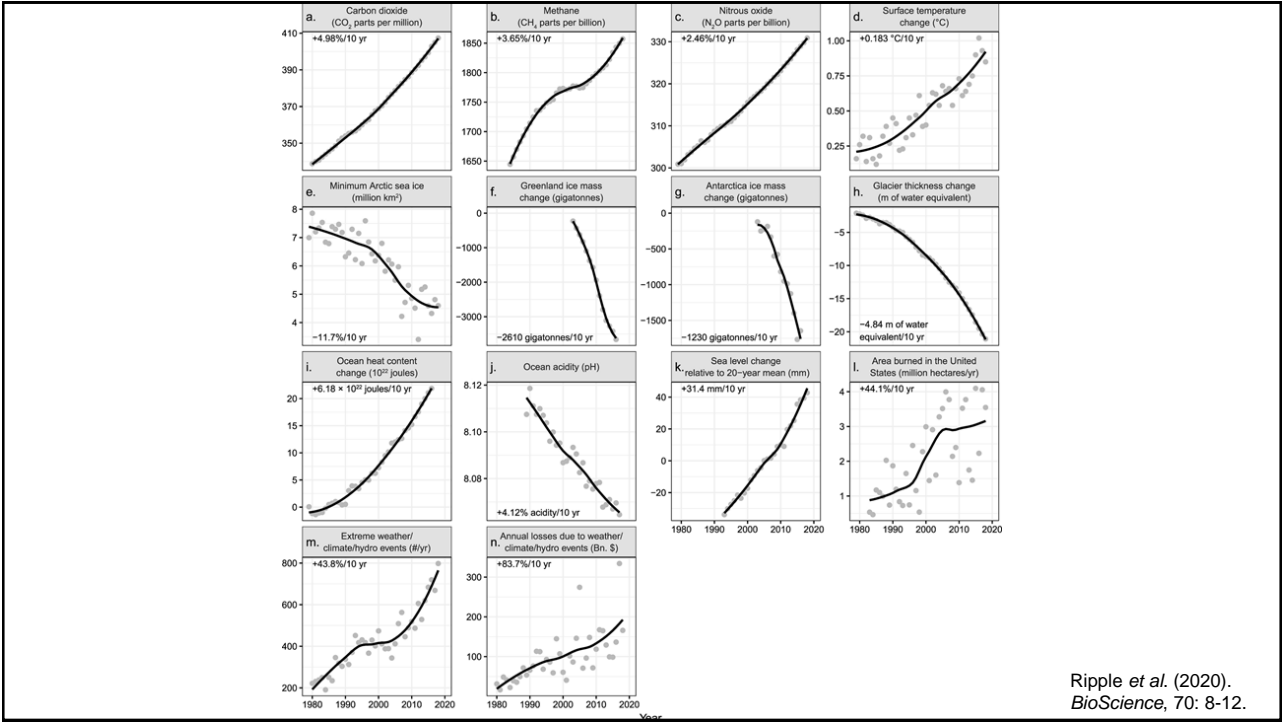 a. Carbon dioxide
(CO₂ parts per million)
+4.98%/10 yr
410
390
370
350
b. Methane
(CH₄ parts per billion)
+3.65%/10 yr
1850
1800
1750
1700
1650
c. Nitrous oxide
(N₂O parts per billion)
+2.46%/10 yr
330
320
310
300
d. Surface temperature
change (°C)
+0.183 °C/10 yr
1.00
0.75
0.50
0.25
e. Minimum Arctic sea ice
(million km²)
8
7
6
5
4
−11.7%/10 yr
f. Greenland ice mass
change (gigatonnes)
0
−1000
−2000
−3000
−2610 gigatonnes/10 yr
g. Antarctica ice mass
change (gigatonnes)
0
−500
−1000
−1500
−1230 gigatonnes/10 yr
h. Glacier thickness change
(m of water equivalent)
−5
−10
−15
−20
−4.84 m of water
equivalent/10 yr
i. Ocean heat content
change (10²² joules)
+6.18 × 10²² joules/10 yr
20
15
10
5
0
j. Ocean acidity (pH)
8.12
8.10
8.08
+4.12% acidity/10 yr
k. Sea level change
relative to 20−year mean (mm)
+31.4 mm/10 yr
40
20
0
−20
1980 1990 2000 2010 2020
l. Area burned in the United
States (million hectares/yr)
+44.1%/10 yr
4
3
2
1
1980 1990 2000 2010 2020
m. Extreme weather/
climate/hydro events (#/yr)
+43.8%/10 yr
800
600
400
200
1980 1990 2000 2010 2020
n. Annual losses due to weather/
climate/hydro events (Bn. $)
+83.7%/10 yr
300
200
100
1980 1990 2000 2010 2020
Year
Ripple et al. (2020).
BioScience, 70: 8-12.